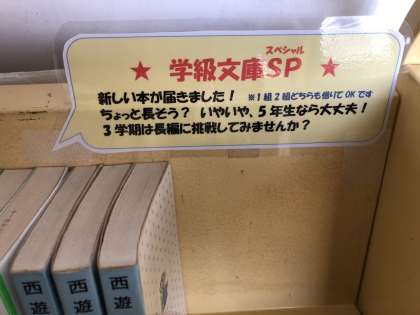 スペシャル
★ 学級文庫SP ★
新しい本が届きました! ※1組2組どちらも借りてOKです
ちょっと長そう? いやいや、5年生なら大丈夫!
3学期は長編に挑戦してみませんか?
西遊
西遊
西遊